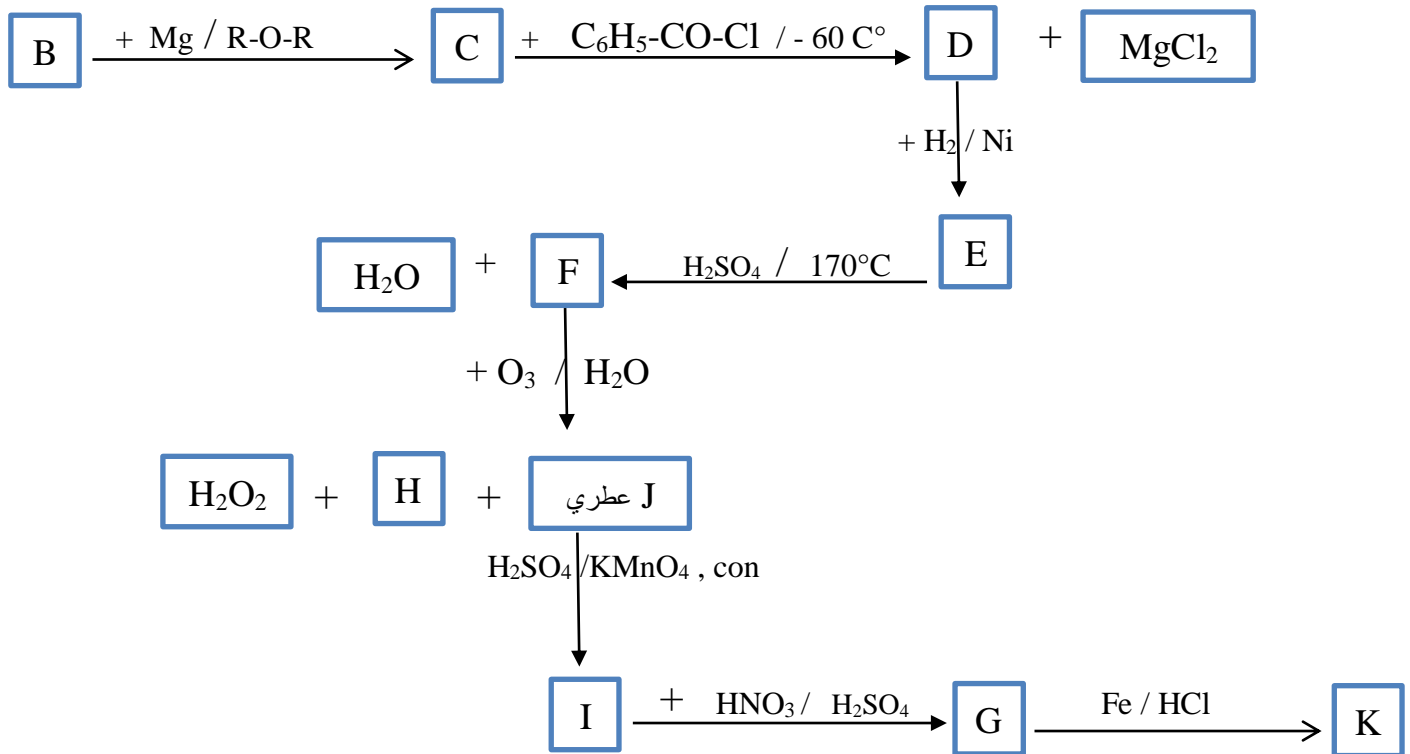 B + Mg / R-O-R C + C₆H₅-CO-Cl / - 60 C° D + MgCl₂
+ H₂ / Ni
H₂O + F H₂SO₄ / 170°C E
+ O₃ / H₂O
H₂O₂ + H + J عطري
H₂SO₄ /KMnO₄ , con
I + HNO₃ / H₂SO₄ G Fe / HCl K